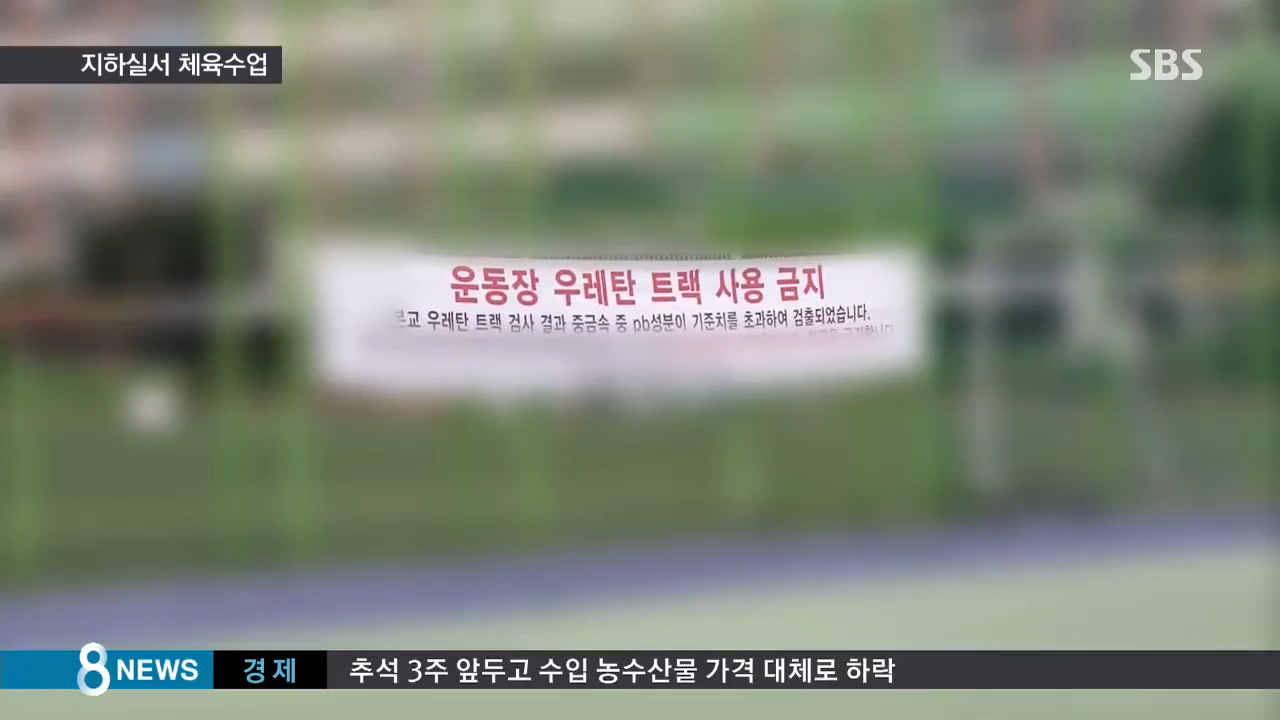 지하실서 체육수업
SBS
운동장 우레탄 트랙 사용 금지
본교 우레탄 트랙 검사 결과 중금속 중 pb성분이 기준치를 초과하여 검출되었습니다.
8 NEWS 경제 추석 3주 앞두고 수입 농수산물 가격 대체로 하락